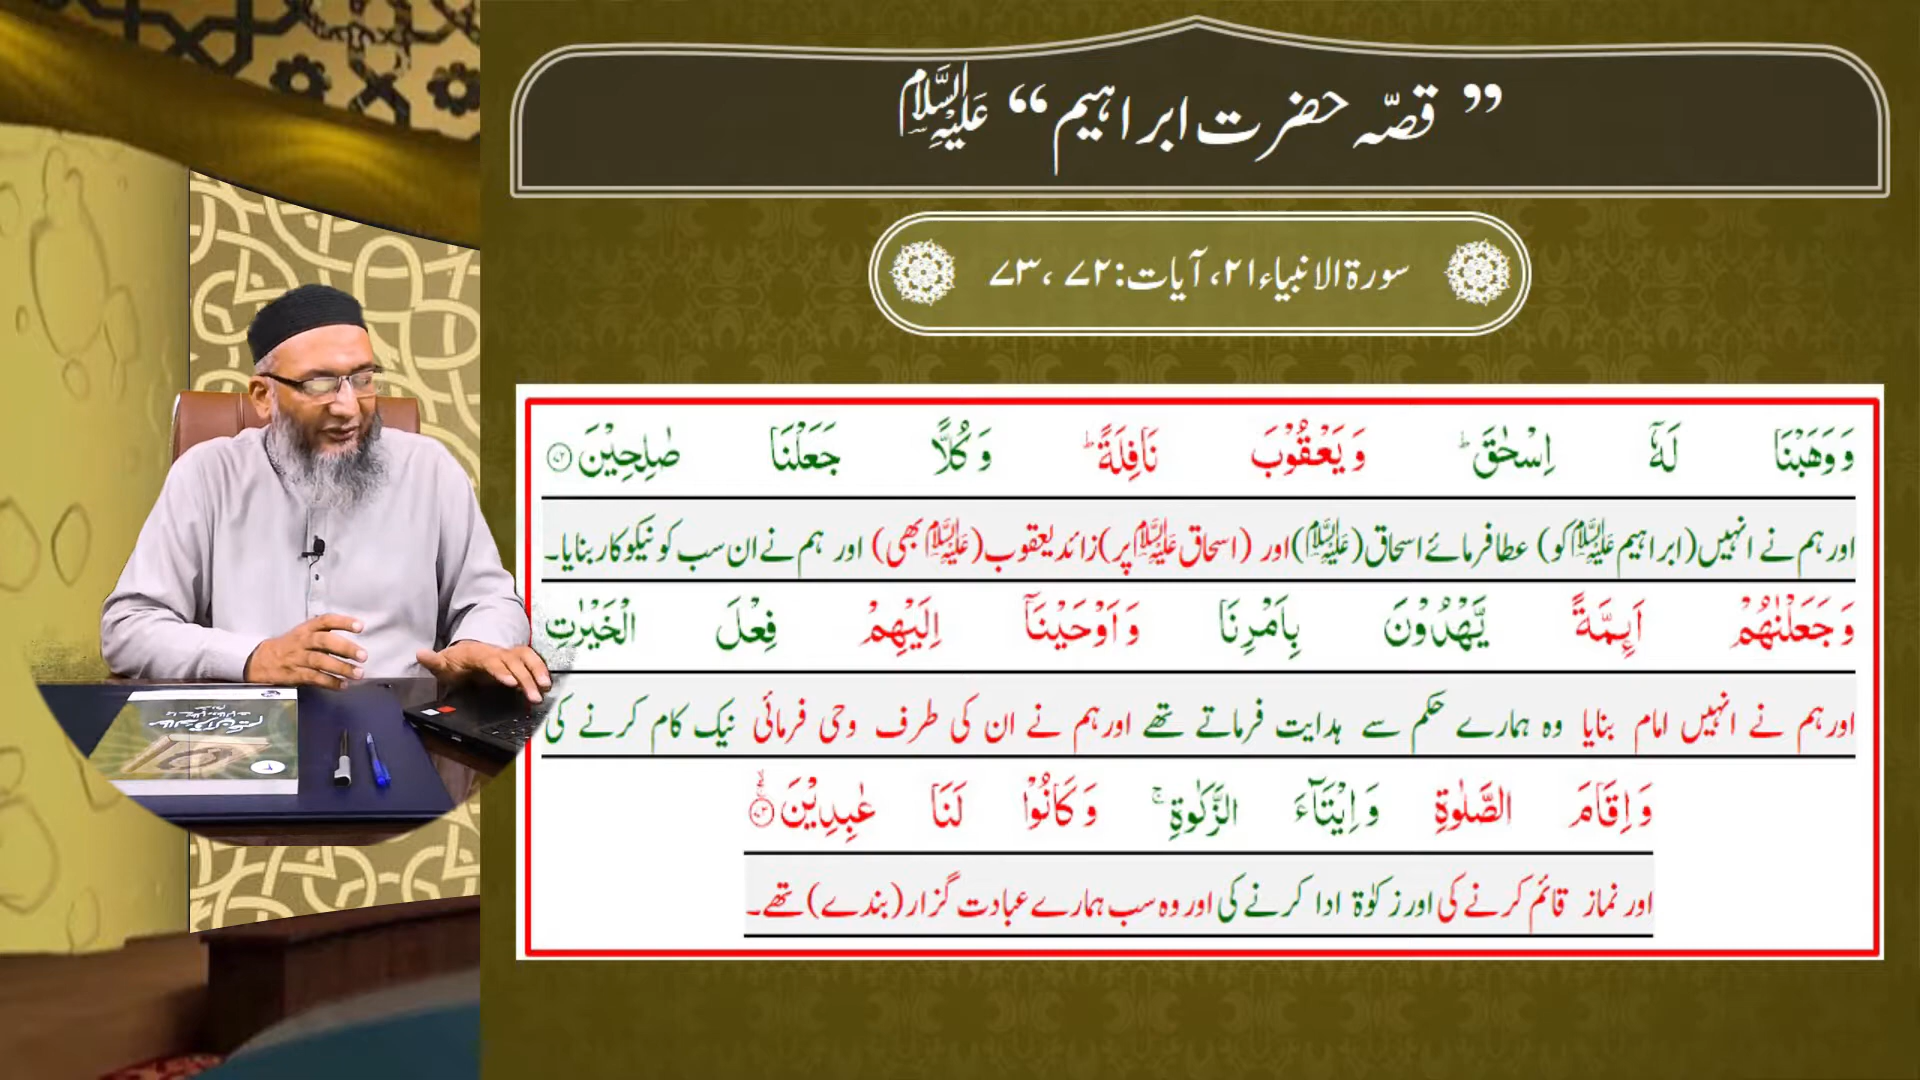 ” قصّہ حضرت ابراہیم “ عَلَیْہِ السَّلَام
سورۃ الانبیاء ۲۱، آیات: ۷۲ ، ۷۳
وَ وَهَبْنَا لَهٗۤ اِسْحٰقَ ؕ وَ يَعْقُوْبَ نَافِلَةً ؕ وَ كُلًّا جَعَلْنَا صٰلِحِيْنَ ۝۷۲
اور ہم نے انہیں (ابراہیم علیہ السلام کو) عطا فرمائے اسحاق (علیہ السلام) اور (اسحاق علیہ السلام پر) زائد یعقوب (علیہ السلام بھی) اور ہم نے ان سب کو نیکوکار بنایا۔
وَ جَعَلْنٰهُمْ اَىِٕمَّةً يَّهْدُوْنَ بِاَمْرِنَا وَ اَوْحَيْنَاۤ اِلَيْهِمْ فِعْلَ الْخَيْرٰتِ
اور ہم نے انہیں امام بنایا وہ ہمارے حکم سے ہدایت فرماتے تھے اور ہم نے ان کی طرف وحی فرمائی نیک کام کرنے کی
وَ اِقَامَ الصَّلٰوةِ وَ اِيْتَآءَ الزَّكٰوةِ ۚ وَ كَانُوْا لَنَا عٰبِدِيْنَ ۝۷۳
اور نماز قائم کرنے کی اور زکوٰۃ ادا کرنے کی اور وہ سب ہمارے عبادت گزار (بندے) تھے۔